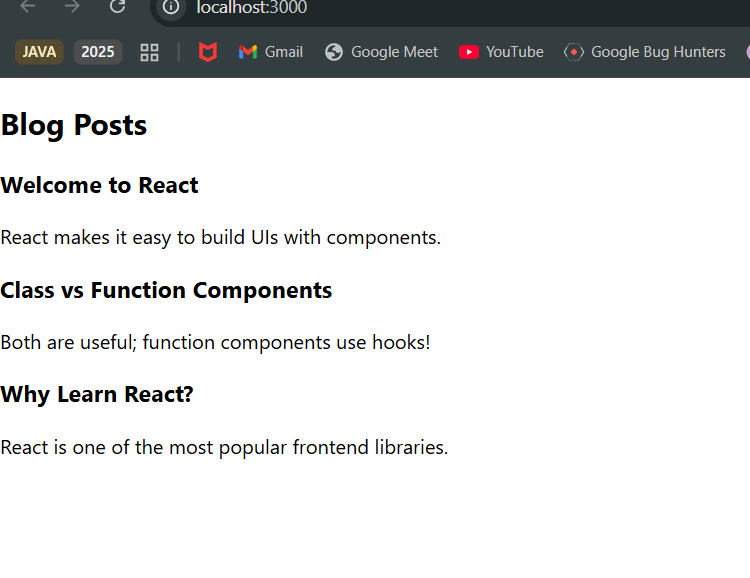 localhost:3000
JAVA 2025 Gmail Google Meet YouTube Google Bug Hunters
Blog Posts
Welcome to React
React makes it easy to build UIs with components.
Class vs Function Components
Both are useful; function components use hooks!
Why Learn React?
React is one of the most popular frontend libraries.